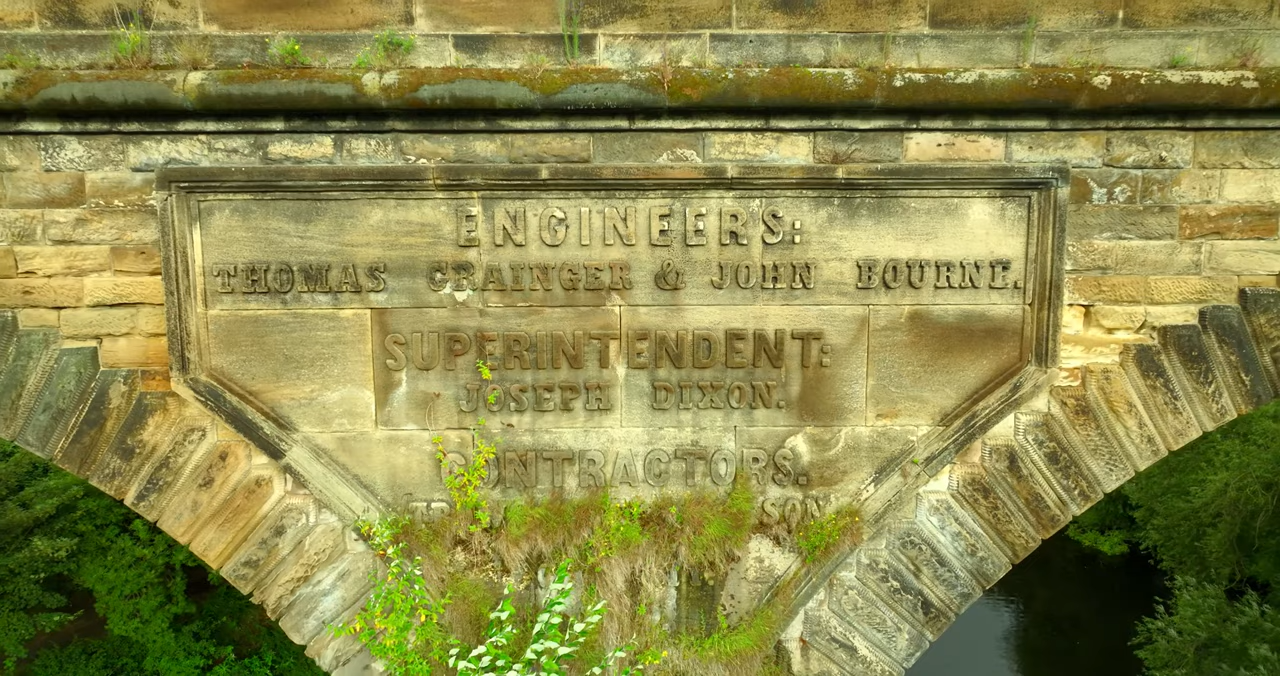 ENGINEERS:
THOMAS GRAINGER & JOHN BOURNE.
SUPERINTENDENT:
JOSEPH DIXON.
CONTRACTORS.